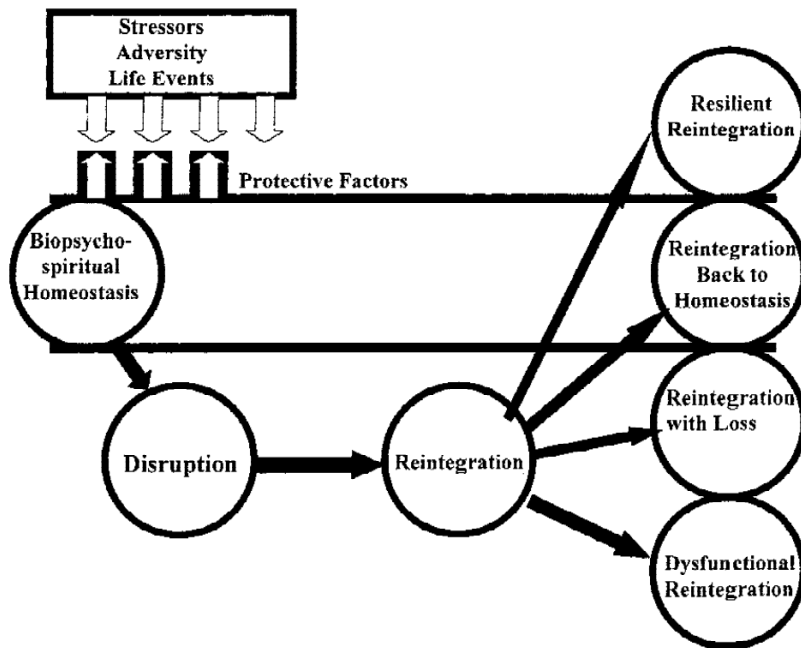 Stressors
Adversity
Life Events
Protective Factors
Biopsycho-
spiritual
Homeostasis
Disruption
Reintegration
Resilient
Reintegration
Reintegration
Back to
Homeostasis
Reintegration
with Loss
Dysfunctional
Reintegration